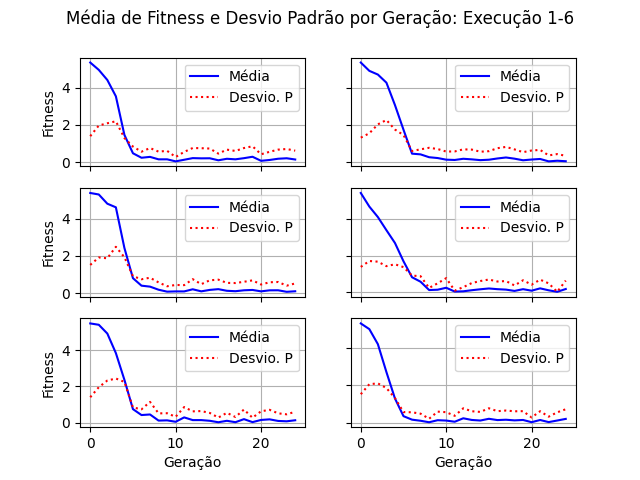 Média de Fitness e Desvio Padrão por Geração: Execução 1-6
Fitness
4
2
0
Média
Desvio. P
Média
Desvio. P
Fitness
4
2
0
Média
Desvio. P
Média
Desvio. P
Fitness
4
2
0
Média
Desvio. P
Média
Desvio. P
0 10 20
0 10 20
Geração
Geração